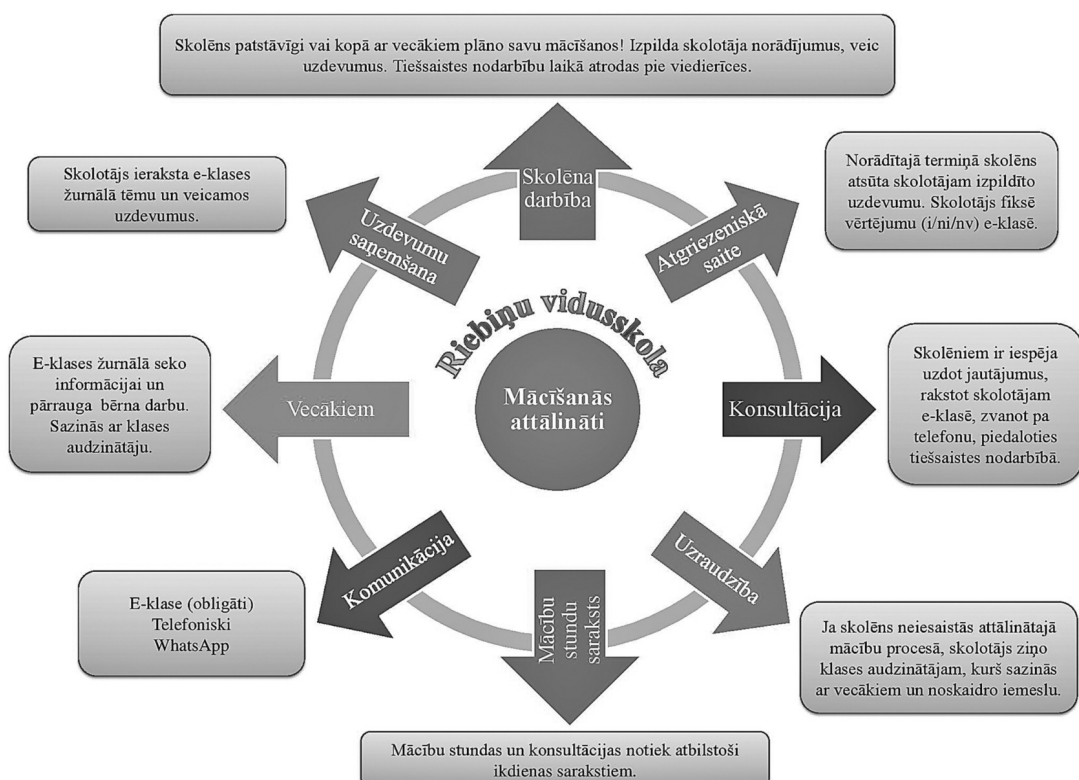 Skolēns patstāvīgi vai kopā ar vecākiem plāno savu mācīšanos! Izpilda skolotāja norādījumus, veic
uzdevumus. Tiešsaistes nodarbību laikā atrodas pie viedierīces.
Skolēna
darbība
Norādītajā termiņā skolēns
atsūta skolotājam izpildīto
uzdevumu. Skolotājs fiksē
vērtējumu (i/ni/nv) e-klasē.
Atgriezeniskā
saite
Skolēniem ir iespēja
uzdot jautājumus,
rakstot skolotājam
e-klasē, zvanot pa
telefonu, piedaloties
tiešsaistes nodarbībā.
Konsultācija
Uzraudzība
Ja skolēns neiesaistās attālinātajā
mācību procesā, skolotājs ziņo
klases audzinātājam, kurš sazinās
ar vecākiem un noskaidro iemeslu.
Mācību
stundu
saraksts
Mācību stundas un konsultācijas notiek atbilstoši
ikdienas sarakstiem.
Komunikācija
E-klase (obligāti)
Telefoniski
WhatsApp
Vecākiem
E-klases žurnālā seko
informācijai un
pārrauga bērna darbu.
Sazinās ar klases
audzinātāju.
Uzdevumu
saņemšana
Skolotājs ieraksta e-klases
žurnālā tēmu un veicamos
uzdevumus.
Riebiņu vidusskola
Mācīšanās
attālināti